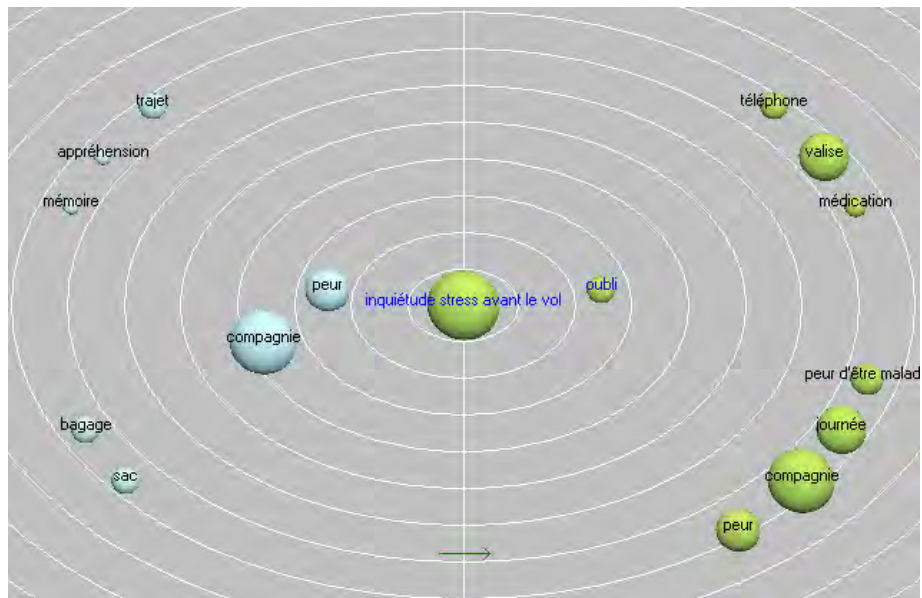 trajet
téléphone
appréhension
valise
mémoire
médication
peur
oubli
inquiétude stress avant le vol
compagnie
peur d'être malad
bagage
journée
sac
compagnie
peur